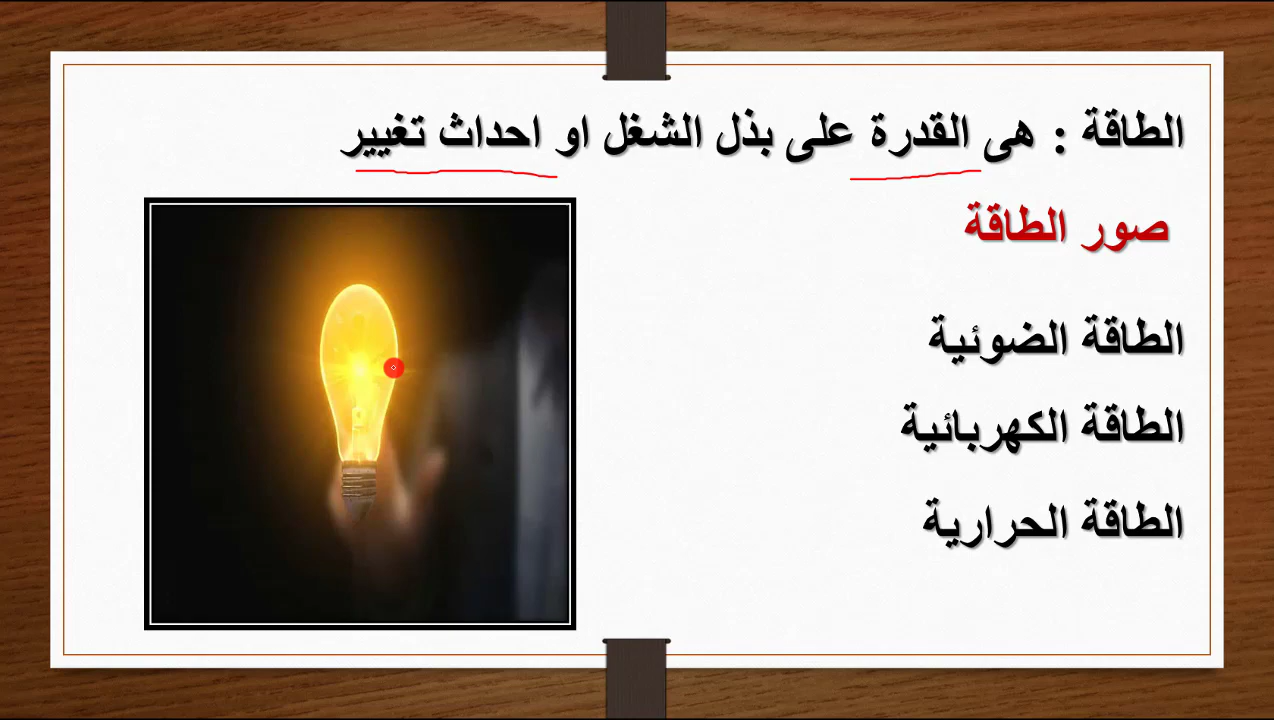 الطاقة : هى القدرة على بذل الشغل او احداث تغيير
صور الطاقة
الطاقة الضوئية
الطاقة الكهربائية
الطاقة الحرارية